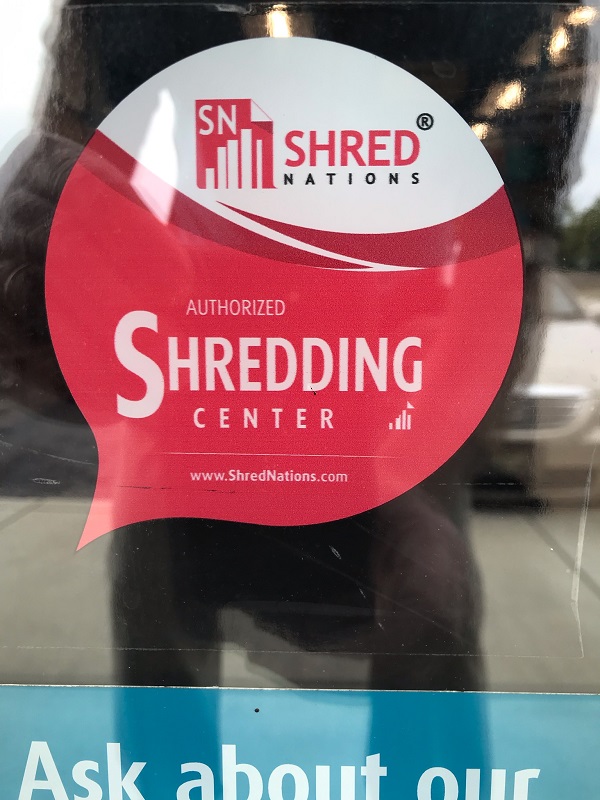 SN
SHRED®
NATIONS
AUTHORIZED
SHREDDING
CENTER
www.ShredNations.com
Ask about our